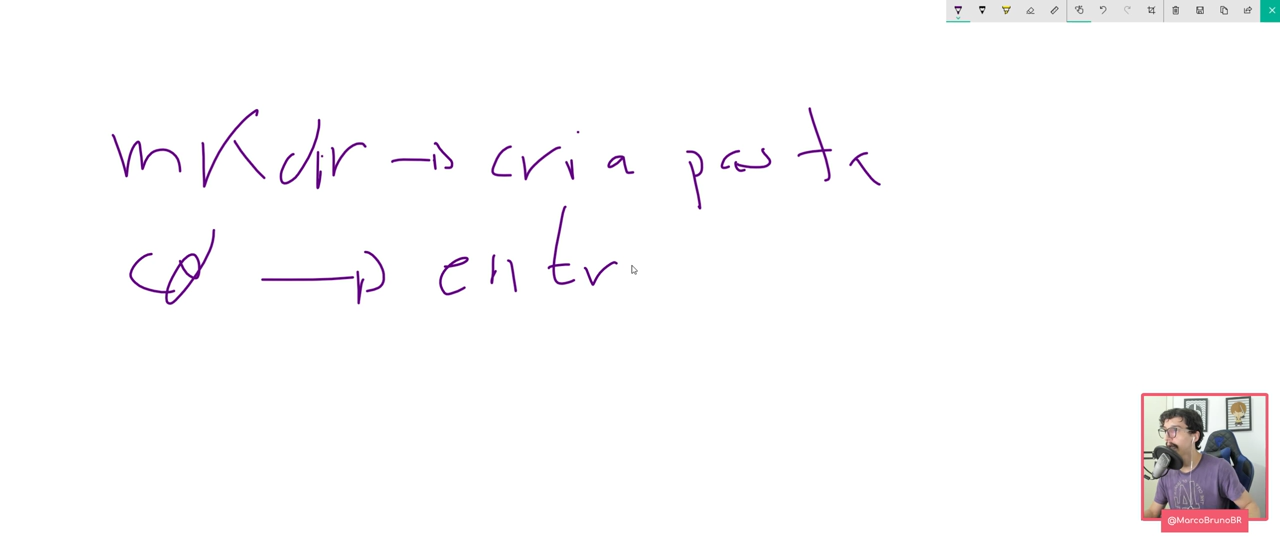 mkdir → cria pasta
cd → entr
@MarcoBrunoBR